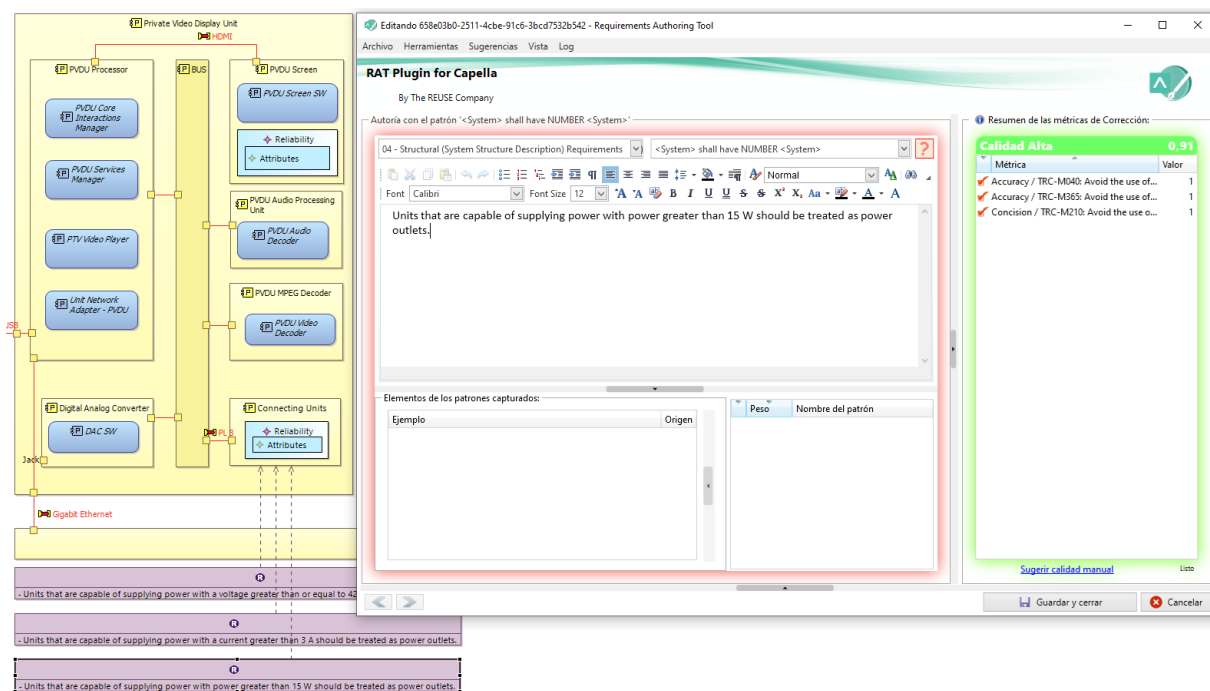 Private Video Display Unit
HDMI
PVDU Processor
BUS
PVDU Screen
PVDU Core
Interactions
Manager
PVDU Screen SW
Reliability
Attributes
PVDU Services
Manager
PVDU Audio Processing
Unit
PVDU Audio
Decoder
PTV Video Player
PVDU MPEG Decoder
Unit Network
Adapter - PVDU
PVDU Video
Decoder
USB
Digital Analog Converter
DAC SW
Jack
Connecting Units
PL B
Reliability
Attributes
Gigabit Ethernet
R
- Units that are capable of supplying power with a voltage greater than or equal to 42
R
- Units that are capable of supplying power with a current greater than 3 A should be treated as power outlets.
R
- Units that are capable of supplying power with power greater than 15 W should be treated as power outlets.
Editando 658e03b0-2511-4cbe-91c6-3bcd7532b542 - Requirements Authoring Tool
Archivo Herramientas Sugerencias Vista Log
RAT Plugin for Capella
By The REUSE Company
Autoría con el patrón '<System> shall have NUMBER <System>'
04 - Structural (System Structure Description) Requirements
<System> shall have NUMBER <System>
?
Normal
Font Calibri Font Size 12
Units that are capable of supplying power with power greater than 15 W should be treated as power
outlets.
Elementos de los patrones capturados:
Ejemplo Origen
Peso Nombre del patrón
Resumen de las métricas de Corrección:
Calidad Alta 0,91
Métrica Valor
Accuracy / TRC-M040: Avoid the use of... 1
Accuracy / TRC-M365: Avoid the use of... 1
Concision / TRC-M210: Avoid the use o... 1
Sugerir calidad manual
Listo
Guardar y cerrar
Cancelar